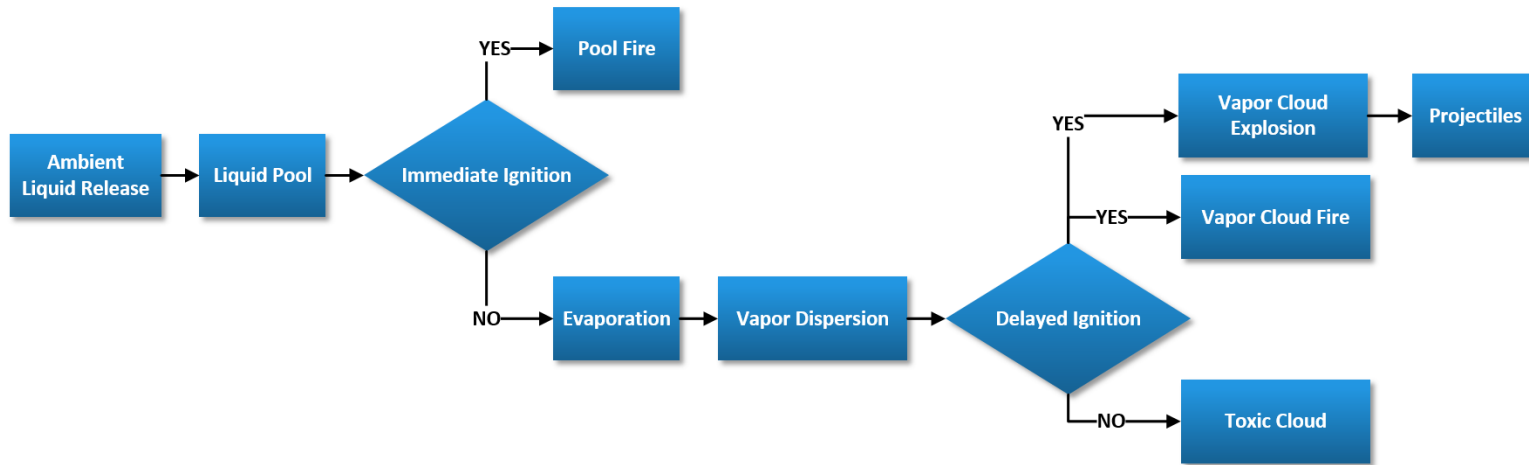 YES
Pool Fire
Ambient
Liquid Release
Liquid Pool
Immediate Ignition
NO
Evaporation
Vapor Dispersion
Delayed Ignition
YES
Vapor Cloud
Explosion
Projectiles
YES
Vapor Cloud Fire
NO
Toxic Cloud